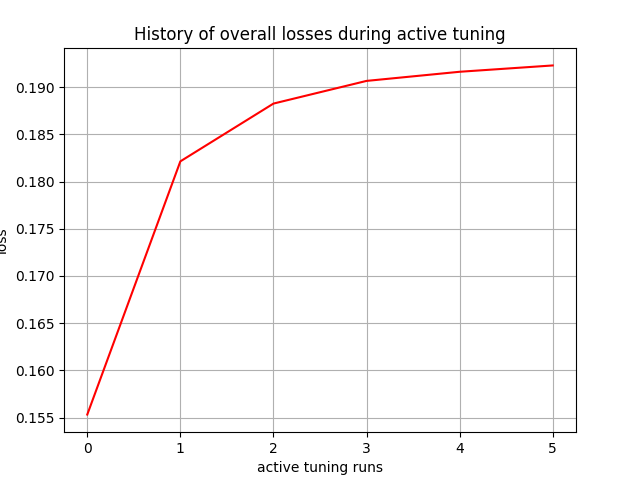 History of overall losses during active tuning
0.190
0.185
0.180
0.175
0.170
0.165
0.160
0.155
loss
0 1 2 3 4 5
active tuning runs